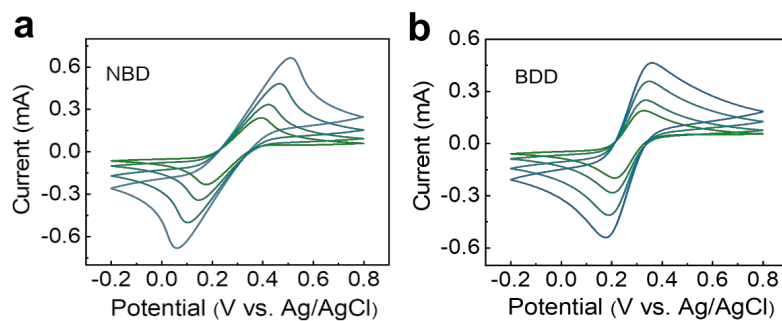 a
NBD
Current (mA)
0.6
0.3
0.0
-0.3
-0.6
-0.2 0.0 0.2 0.4 0.6 0.8
Potential (V vs. Ag/AgCl)
b
BDD
Current (mA)
0.6
0.3
0.0
-0.3
-0.6
-0.2 0.0 0.2 0.4 0.6 0.8
Potential (V vs. Ag/AgCl)